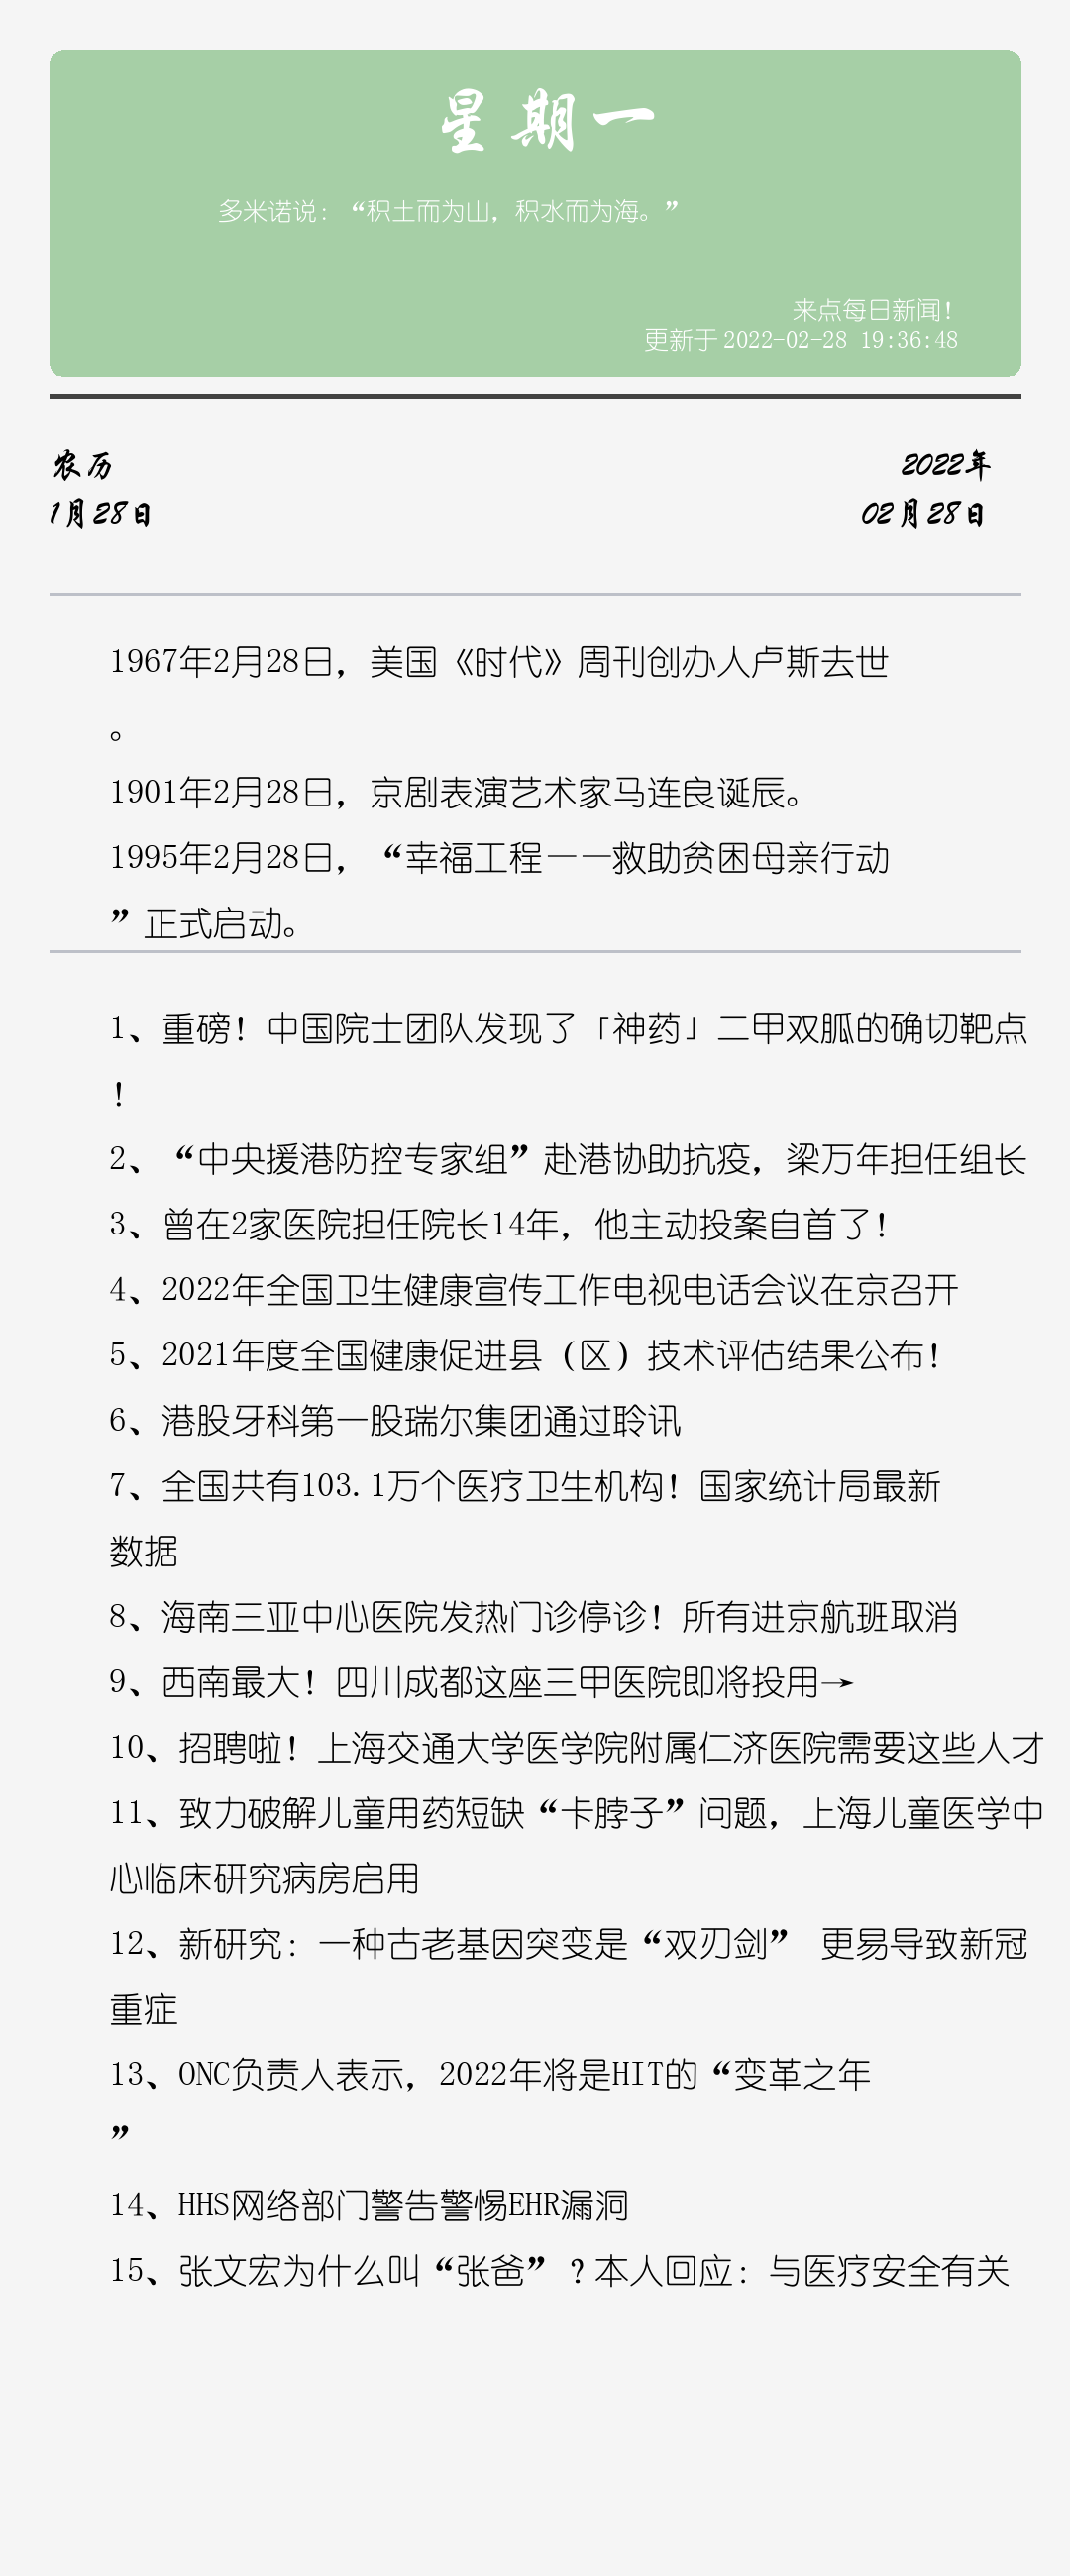 星期一
多米诺说：“积土而为山，积水而为海。”
来点每日新闻！
更新于 2022-02-28 19:36:48
农历
1月28日
2022年
02月28日
1967年2月28日，美国《时代》周刊创办人卢斯去世
。
1901年2月28日，京剧表演艺术家马连良诞辰。
1995年2月28日，“幸福工程——救助贫困母亲行动
”正式启动。
1、重磅！中国院士团队发现了「神药」二甲双胍的确切靶点
！
2、“中央援港防控专家组”赴港协助抗疫，梁万年担任组长
3、曾在2家医院担任院长14年，他主动投案自首了！
4、2022年全国卫生健康宣传工作电视电话会议在京召开
5、2021年度全国健康促进县（区）技术评估结果公布！
6、港股牙科第一股瑞尔集团通过聆讯
7、全国共有103.1万个医疗卫生机构！国家统计局最新
数据
8、海南三亚中心医院发热门诊停诊！所有进京航班取消
9、西南最大！四川成都这座三甲医院即将投用→
10、招聘啦！上海交通大学医学院附属仁济医院需要这些人才
11、致力破解儿童用药短缺“卡脖子”问题，上海儿童医学中
心临床研究病房启用
12、新研究：一种古老基因突变是“双刃剑” 更易导致新冠
重症
13、ONC负责人表示，2022年将是HIT的“变革之年
”
14、HHS网络部门警告警惕EHR漏洞
15、张文宏为什么叫“张爸”？本人回应：与医疗安全有关